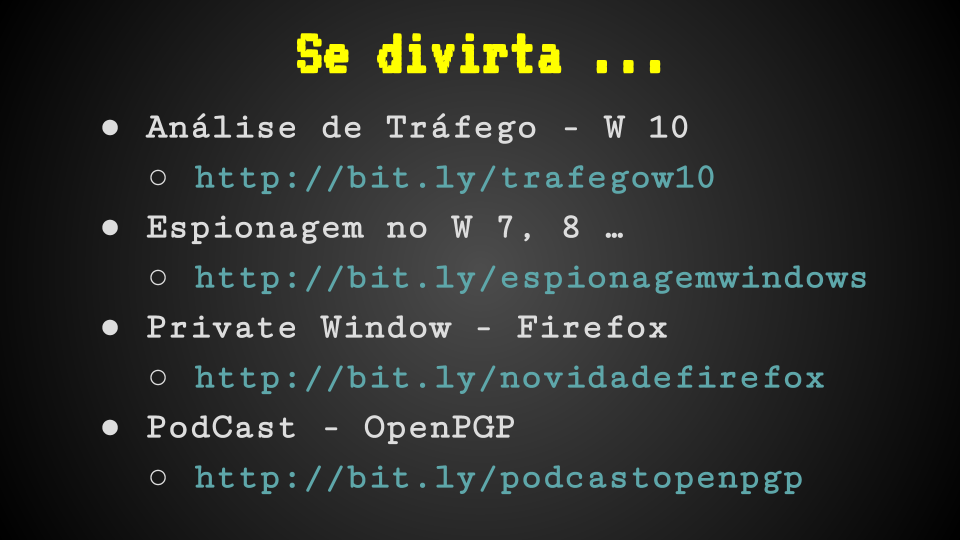 Se divirta ...
● Análise de Tráfego - W 10
○ http://bit.ly/trafegow10
● Espionagem no W 7, 8 …
○ http://bit.ly/espionagemwindows
● Private Window - Firefox
○ http://bit.ly/novidadefirefox
● PodCast - OpenPGP
○ http://bit.ly/podcastopenpgp